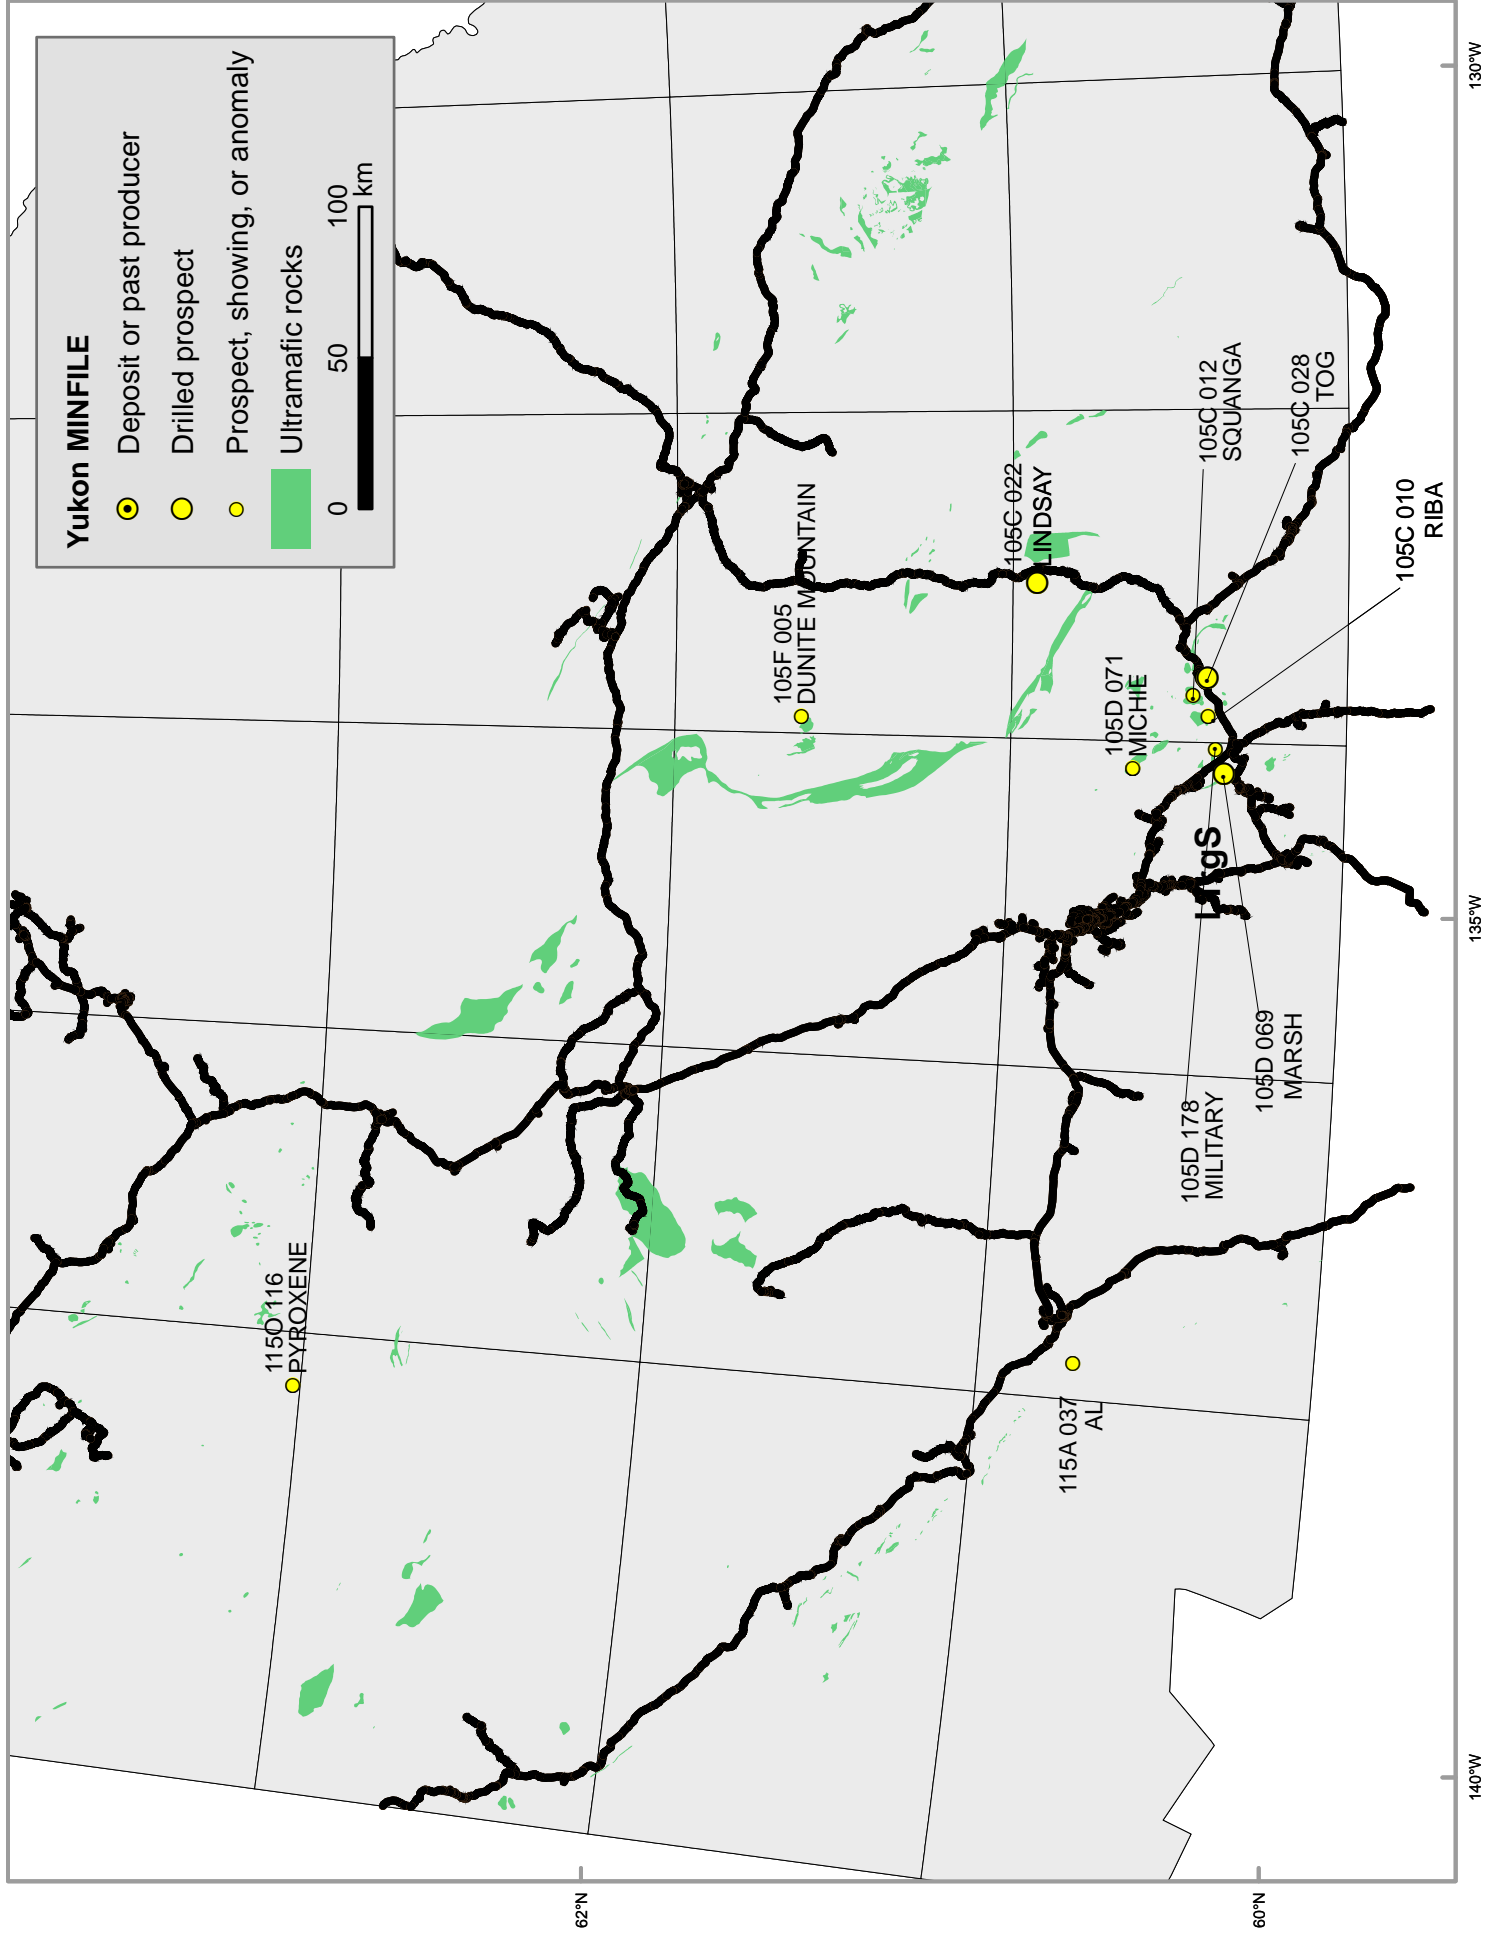 Yukon MINFILE
Deposit or past producer
Drilled prospect
Prospect, showing, or anomaly
Ultramafic rocks
0 50 100
km
115O 116
PYROXENE
62°N
105F 005
DUNITE MOUNTAIN
105C 022
LINDSAY
115A 037
AL
105D 071
MICHIE
105D 178
MILITARY
105C 012
SQUANGA
105D 069
MARSH
105C 028
TOG
60°N
105C 010
RIBA
140°W
135°W
130°W